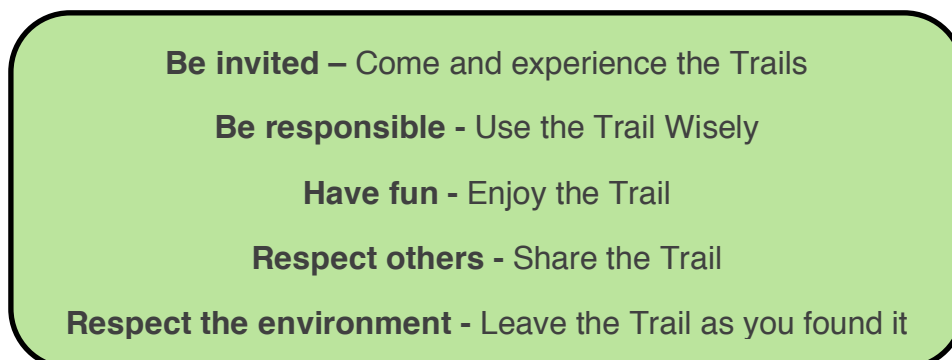 Be invited – Come and experience the Trails
Be responsible - Use the Trail Wisely
Have fun - Enjoy the Trail
Respect others - Share the Trail
Respect the environment - Leave the Trail as you found it